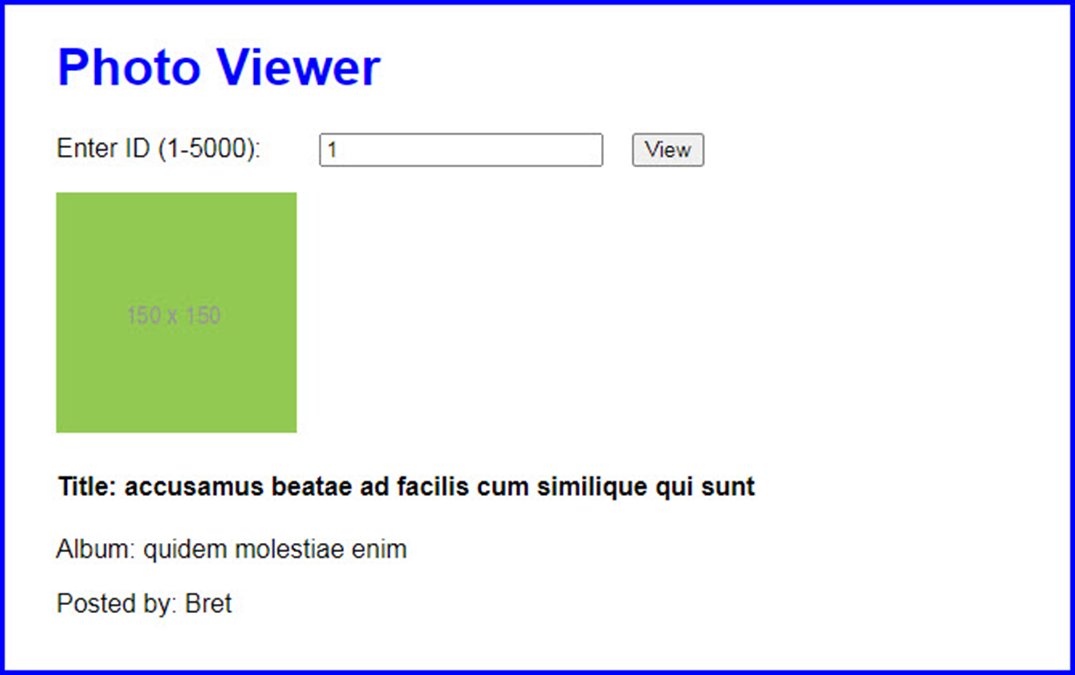 Photo Viewer
Enter ID (1-5000): 1 View
150 x 150
Title: accusamus beatae ad facilis cum similique qui sunt
Album: quidem molestiae enim
Posted by: Bret